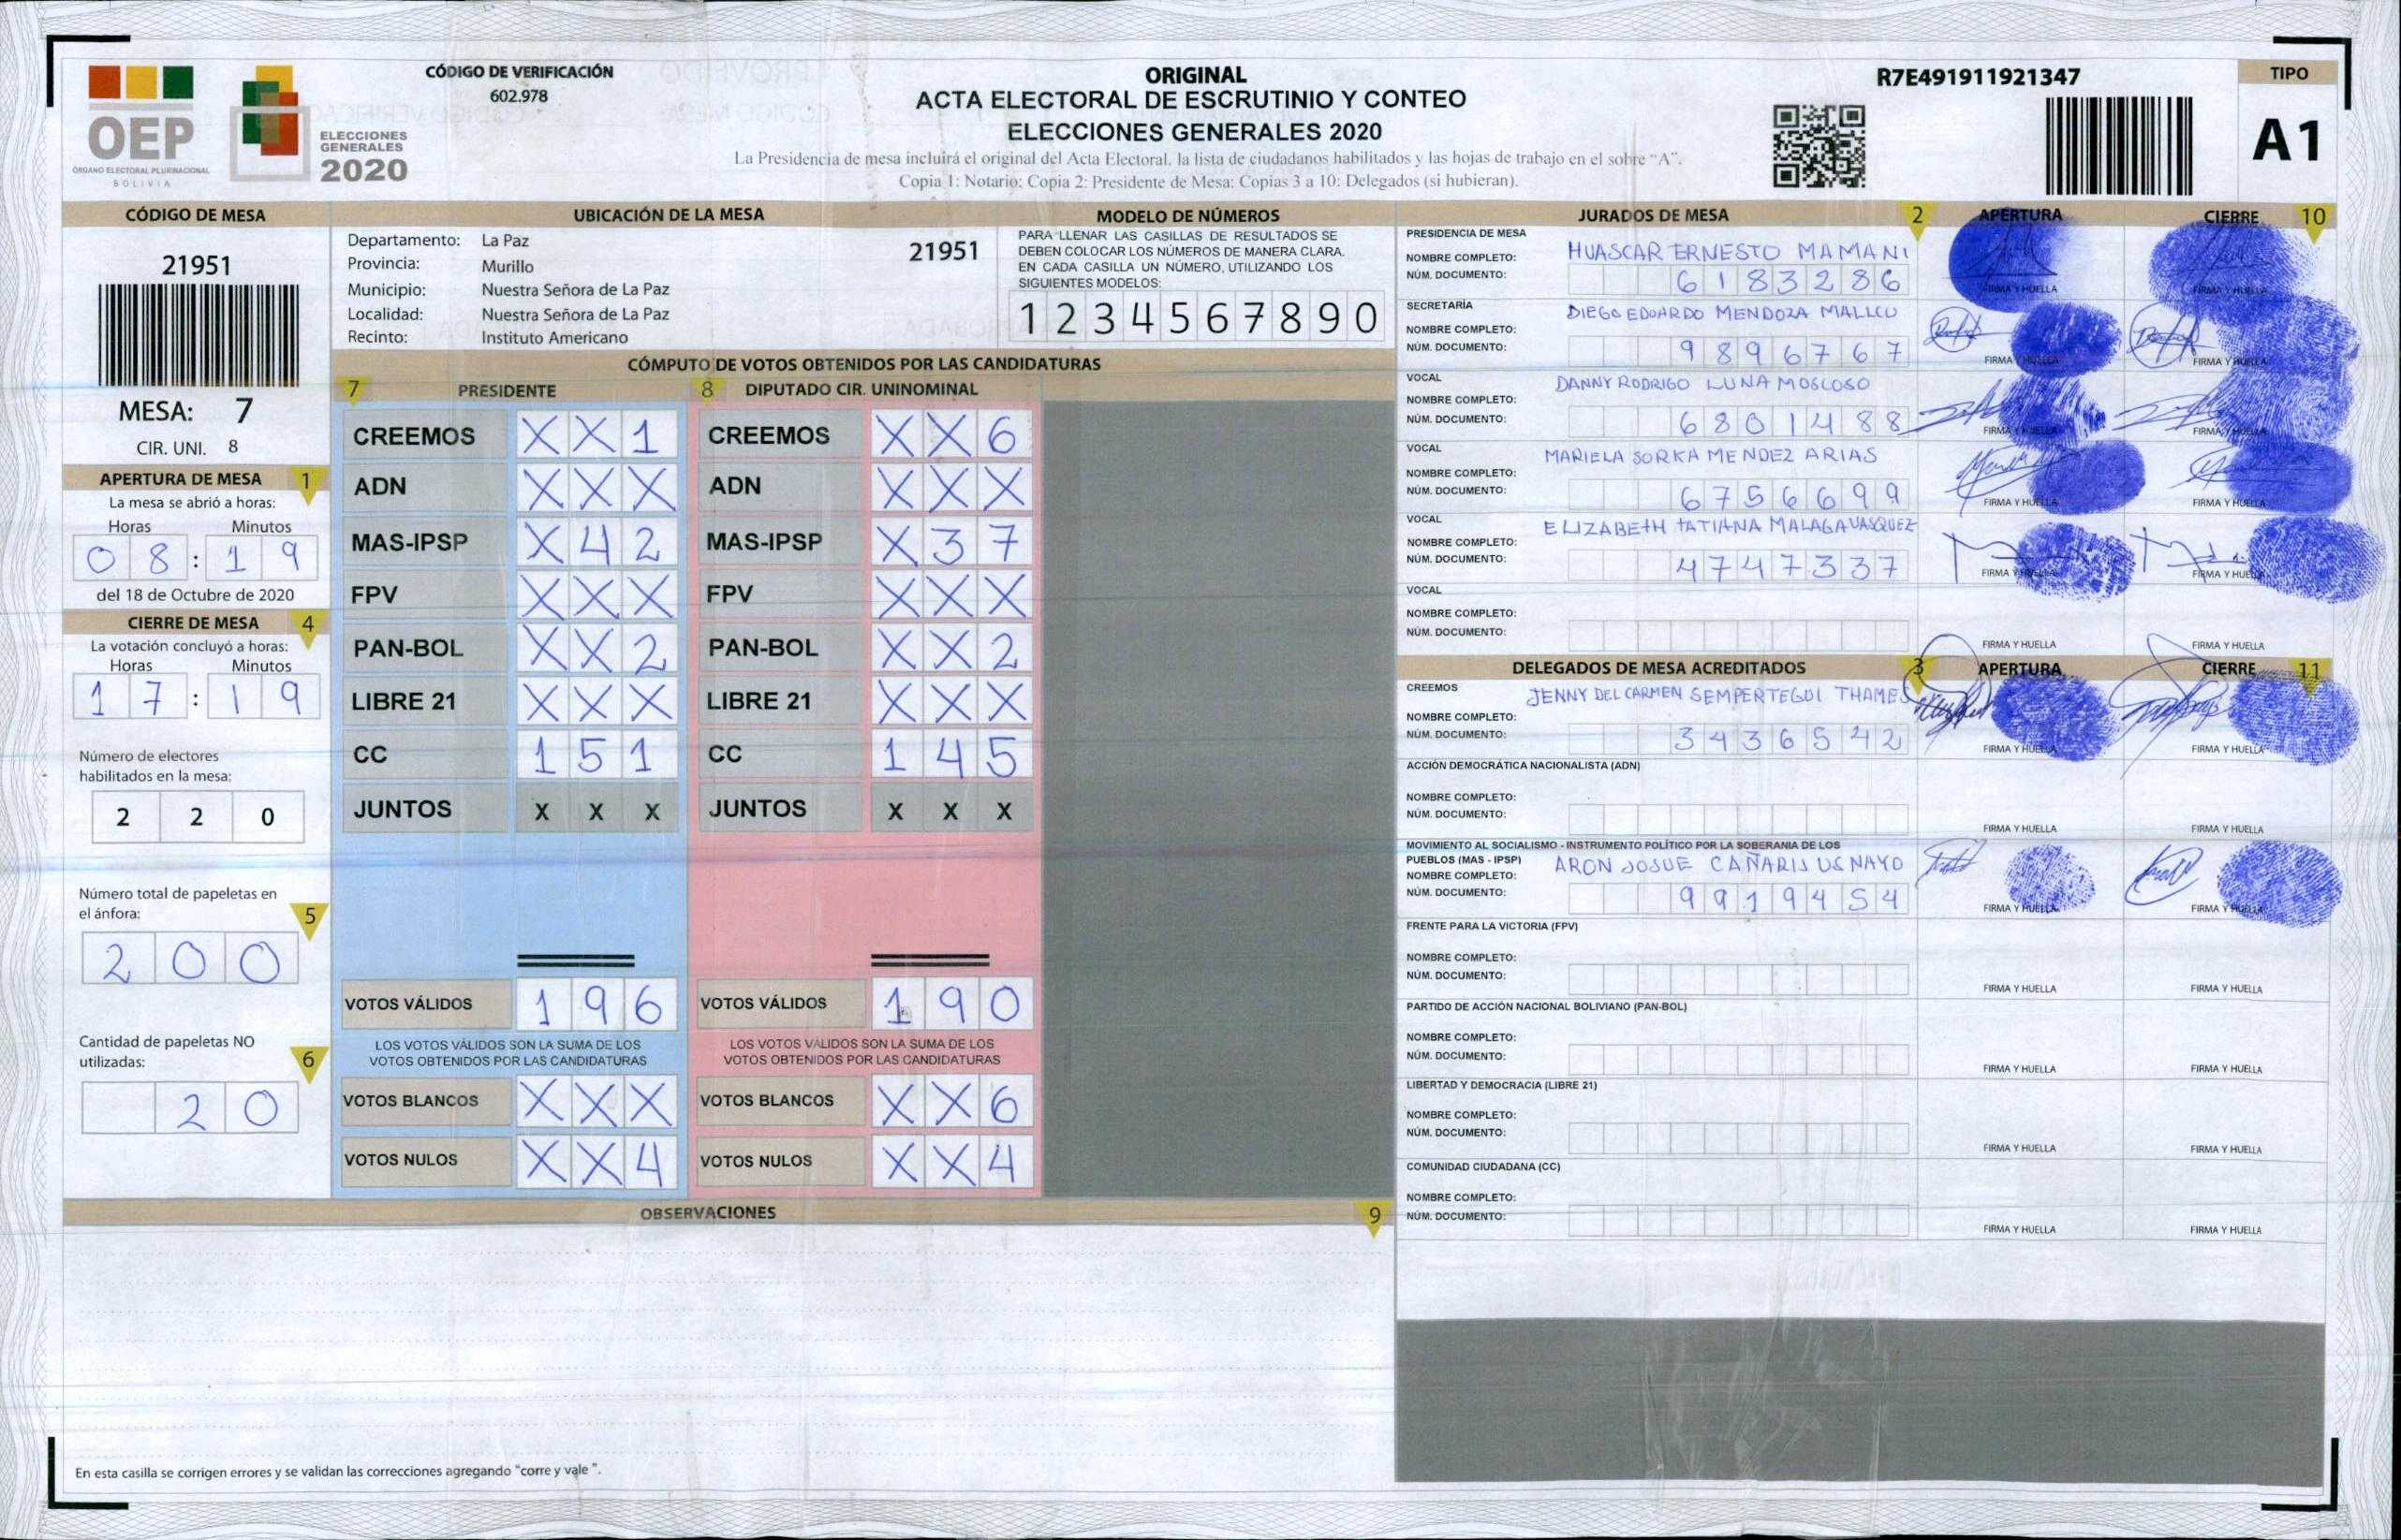 OEP
ÓRGANO ELECTORAL PLURINACIONAL
BOLIVIA
ELECCIONES
GENERALES
2020
CÓDIGO DE VERIFICACIÓN
602.978
ORIGINAL
ACTA ELECTORAL DE ESCRUTINIO Y CONTEO
ELECCIONES GENERALES 2020
La Presidencia de mesa incluirá el original del Acta Electoral, la lista de ciudadanos habilitados y las hojas de trabajo en el sobre "A".
Copia 1: Notario; Copia 2: Presidente de Mesa; Copias 3 a 10: Delegados (si hubieran).
R7E491911921347
TIPO
A1
CÓDIGO DE MESA
21951
MESA: 7
CIR. UNI. 8
APERTURA DE MESA 1
La mesa se abrió a horas:
Horas Minutos
08:19
del 18 de Octubre de 2020
CIERRE DE MESA 4
La votación concluyó a horas:
Horas Minutos
17:19
Número de electores
habilitados en la mesa:
2 2 0
Número total de papeletas en
el ánfora: 5
2 0 0
Cantidad de papeletas NO
utilizadas: 6
2 0
UBICACIÓN DE LA MESA
Departamento: La Paz 21951
Provincia: Murillo
Municipio: Nuestra Señora de La Paz
Localidad: Nuestra Señora de La Paz
Recinto: Instituto Americano
MODELO DE NÚMEROS
PARA LLENAR LAS CASILLAS DE RESULTADOS SE
DEBEN COLOCAR LOS NÚMEROS DE MANERA CLARA.
EN CADA CASILLA UN NÚMERO, UTILIZANDO LOS
SIGUIENTES MODELOS:
1 2 3 4 5 6 7 8 9 0
CÓMPUTO DE VOTOS OBTENIDOS POR LAS CANDIDATURAS
7 PRESIDENTE 8 DIPUTADO CIR. UNINOMINAL
CREEMOS X X 1 CREEMOS X X 6
ADN X X X ADN X X X
MAS-IPSP X 4 2 MAS-IPSP X 3 7
FPV X X X FPV X X X
PAN-BOL X X 2 PAN-BOL X X 2
LIBRE 21 X X X LIBRE 21 X X X
CC 1 5 1 CC 1 4 5
JUNTOS X X X JUNTOS X X X
VOTOS VÁLIDOS 1 9 6 VOTOS VÁLIDOS 1 9 0
LOS VOTOS VÁLIDOS SON LA SUMA DE LOS LOS VOTOS VÁLIDOS SON LA SUMA DE LOS
VOTOS OBTENIDOS POR LAS CANDIDATURAS VOTOS OBTENIDOS POR LAS CANDIDATURAS
VOTOS BLANCOS X X X VOTOS BLANCOS X X 6
VOTOS NULOS X X 4 VOTOS NULOS X X 4
OBSERVACIONES 9
En esta casilla se corrigen errores y se validan las correcciones agregando "corre y vale ".
JURADOS DE MESA 2 APERTURA CIERRE 10
PRESIDENCIA DE MESA
NOMBRE COMPLETO: HUASCAR ERNESTO MAMANI
NÚM. DOCUMENTO: 6183286 FIRMA Y HUELLA FIRMA Y HUELLA
SECRETARÍA
NOMBRE COMPLETO: DIEGO EDUARDO MENDOZA MALLCU
NÚM. DOCUMENTO: 9896767 FIRMA Y HUELLA FIRMA Y HUELLA
VOCAL
NOMBRE COMPLETO: DANNY RODRIGO LUNA MOSCOSO
NÚM. DOCUMENTO: 6801488 FIRMA Y HUELLA FIRMA Y HUELLA
VOCAL
NOMBRE COMPLETO: MARIELA SORKA MENDEZ ARIAS
NÚM. DOCUMENTO: 6756699 FIRMA Y HUELLA FIRMA Y HUELLA
VOCAL
NOMBRE COMPLETO: ELIZABETH TATIANA MALAGA VASQUEZ
NÚM. DOCUMENTO: 4747337 FIRMA Y HUELLA FIRMA Y HUELLA
VOCAL
NOMBRE COMPLETO:
NÚM. DOCUMENTO: FIRMA Y HUELLA FIRMA Y HUELLA
DELEGADOS DE MESA ACREDITADOS 3 APERTURA CIERRE 11
CREEMOS
NOMBRE COMPLETO: JENNY DEL CARMEN SEMPERTEGUI THAMES
NÚM. DOCUMENTO: 3436542 FIRMA Y HUELLA FIRMA Y HUELLA
ACCIÓN DEMOCRÁTICA NACIONALISTA (ADN)
NOMBRE COMPLETO:
NÚM. DOCUMENTO: FIRMA Y HUELLA FIRMA Y HUELLA
MOVIMIENTO AL SOCIALISMO - INSTRUMENTO POLÍTICO POR LA SOBERANIA DE LOS
PUEBLOS (MAS - IPSP)
NOMBRE COMPLETO: ARON JOSUE
NÚM. DOCUMENTO: 9919454 FIRMA Y HUELLA FIRMA Y HUELLA
FRENTE PARA LA VICTORIA (FPV)
NOMBRE COMPLETO:
NÚM. DOCUMENTO: FIRMA Y HUELLA FIRMA Y HUELLA
PARTIDO DE ACCIÓN NACIONAL BOLIVIANO (PAN-BOL)
NOMBRE COMPLETO:
NÚM. DOCUMENTO: FIRMA Y HUELLA FIRMA Y HUELLA
LIBERTAD Y DEMOCRACIA (LIBRE 21)
NOMBRE COMPLETO:
NÚM. DOCUMENTO: FIRMA Y HUELLA FIRMA Y HUELLA
COMUNIDAD CIUDADANA (CC)
NOMBRE COMPLETO:
NÚM. DOCUMENTO: FIRMA Y HUELLA FIRMA Y HUELLA